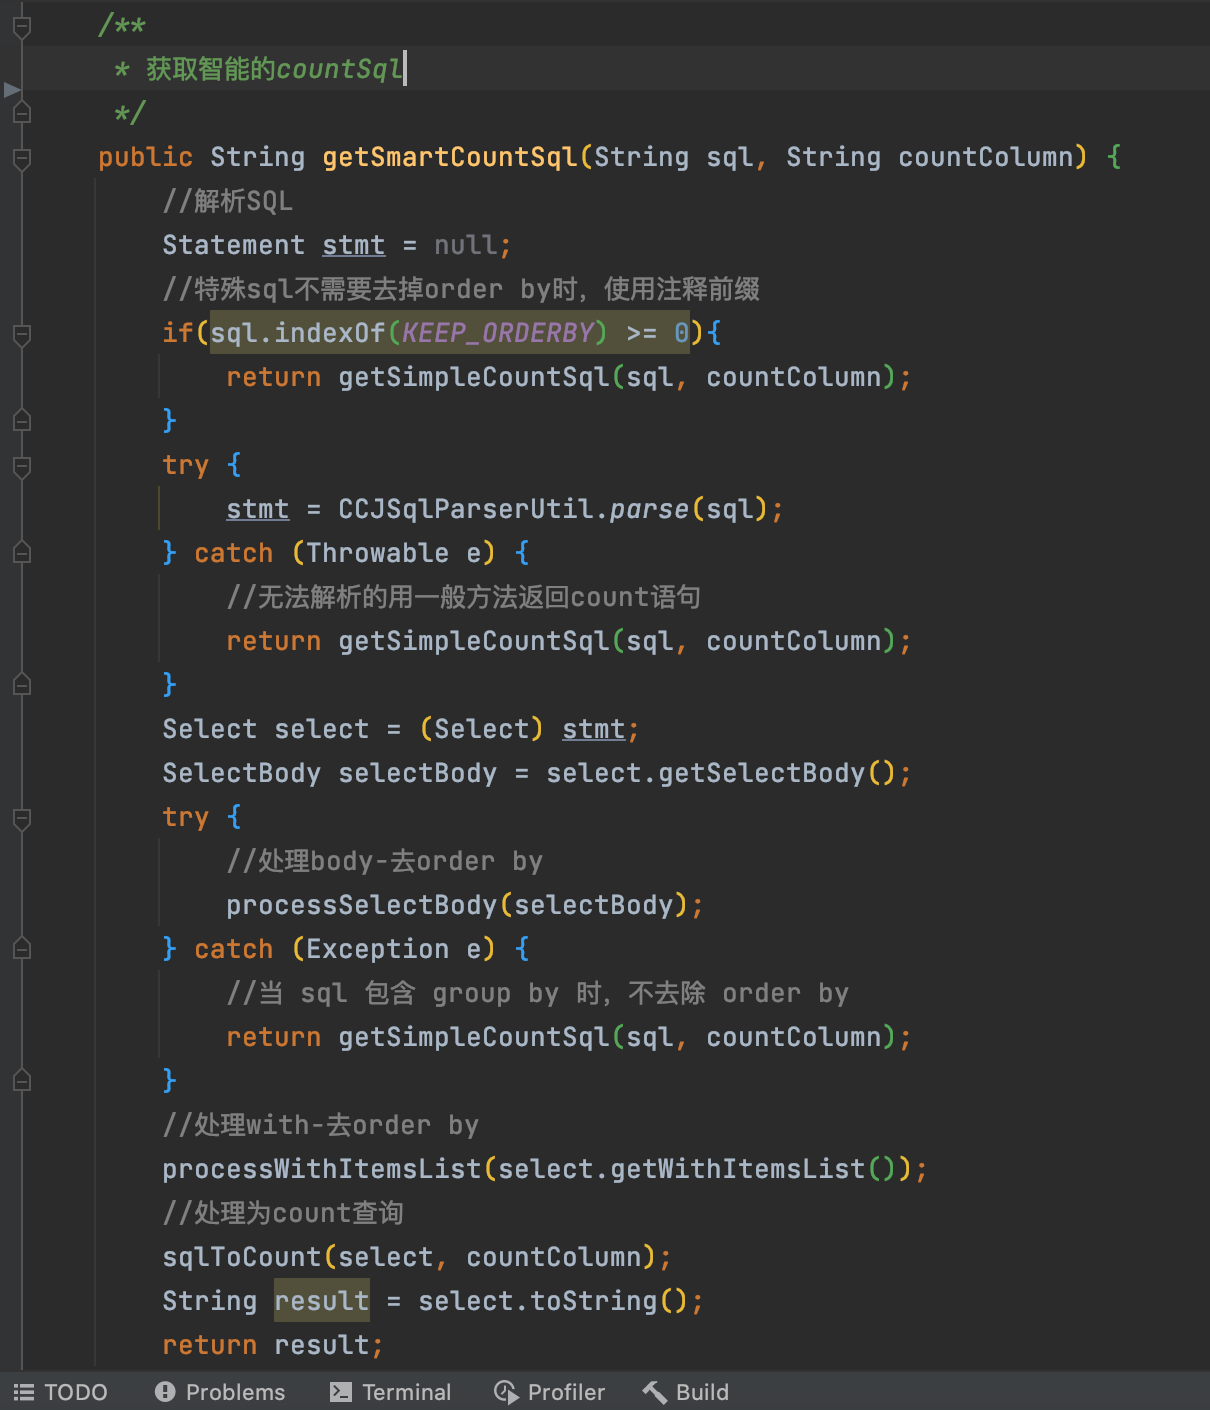 /**
 * 获取智能的countSql
 */
public String getSmartCountSql(String sql, String countColumn) {
    //解析SQL
    Statement stmt = null;
    //特殊sql不需要去掉order by时，使用注释前缀
    if(sql.indexOf(KEEP_ORDERBY) >= 0){
        return getSimpleCountSql(sql, countColumn);
    }
    try {
        stmt = CCJSqlParserUtil.parse(sql);
    } catch (Throwable e) {
        //无法解析的用一般方法返回count语句
        return getSimpleCountSql(sql, countColumn);
    }
    Select select = (Select) stmt;
    SelectBody selectBody = select.getSelectBody();
    try {
        //处理body-去order by
        processSelectBody(selectBody);
    } catch (Exception e) {
        //当 sql 包含 group by 时，不去除 order by
        return getSimpleCountSql(sql, countColumn);
    }
    //处理with-去order by
    processWithItemsList(select.getWithItemsList());
    //处理为count查询
    sqlToCount(select, countColumn);
    String result = select.toString();
    return result;
TODO Problems Terminal Profiler Build